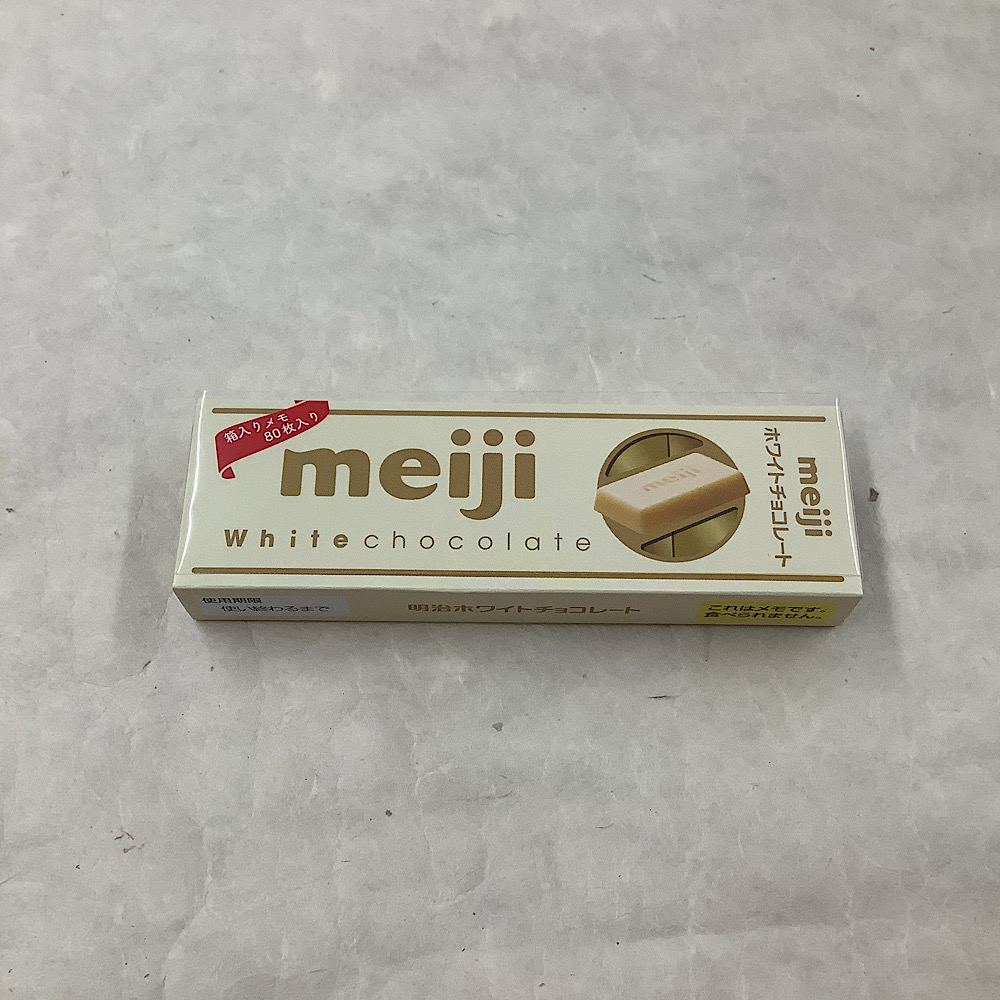 箱入りメモ
80枚入り
meiji
White chocolate
meiji
meiji
ホワイトチョコレート
使用期限
使い終わるまで
明治ホワイトチョコレート
これはメモです。
食べられません。